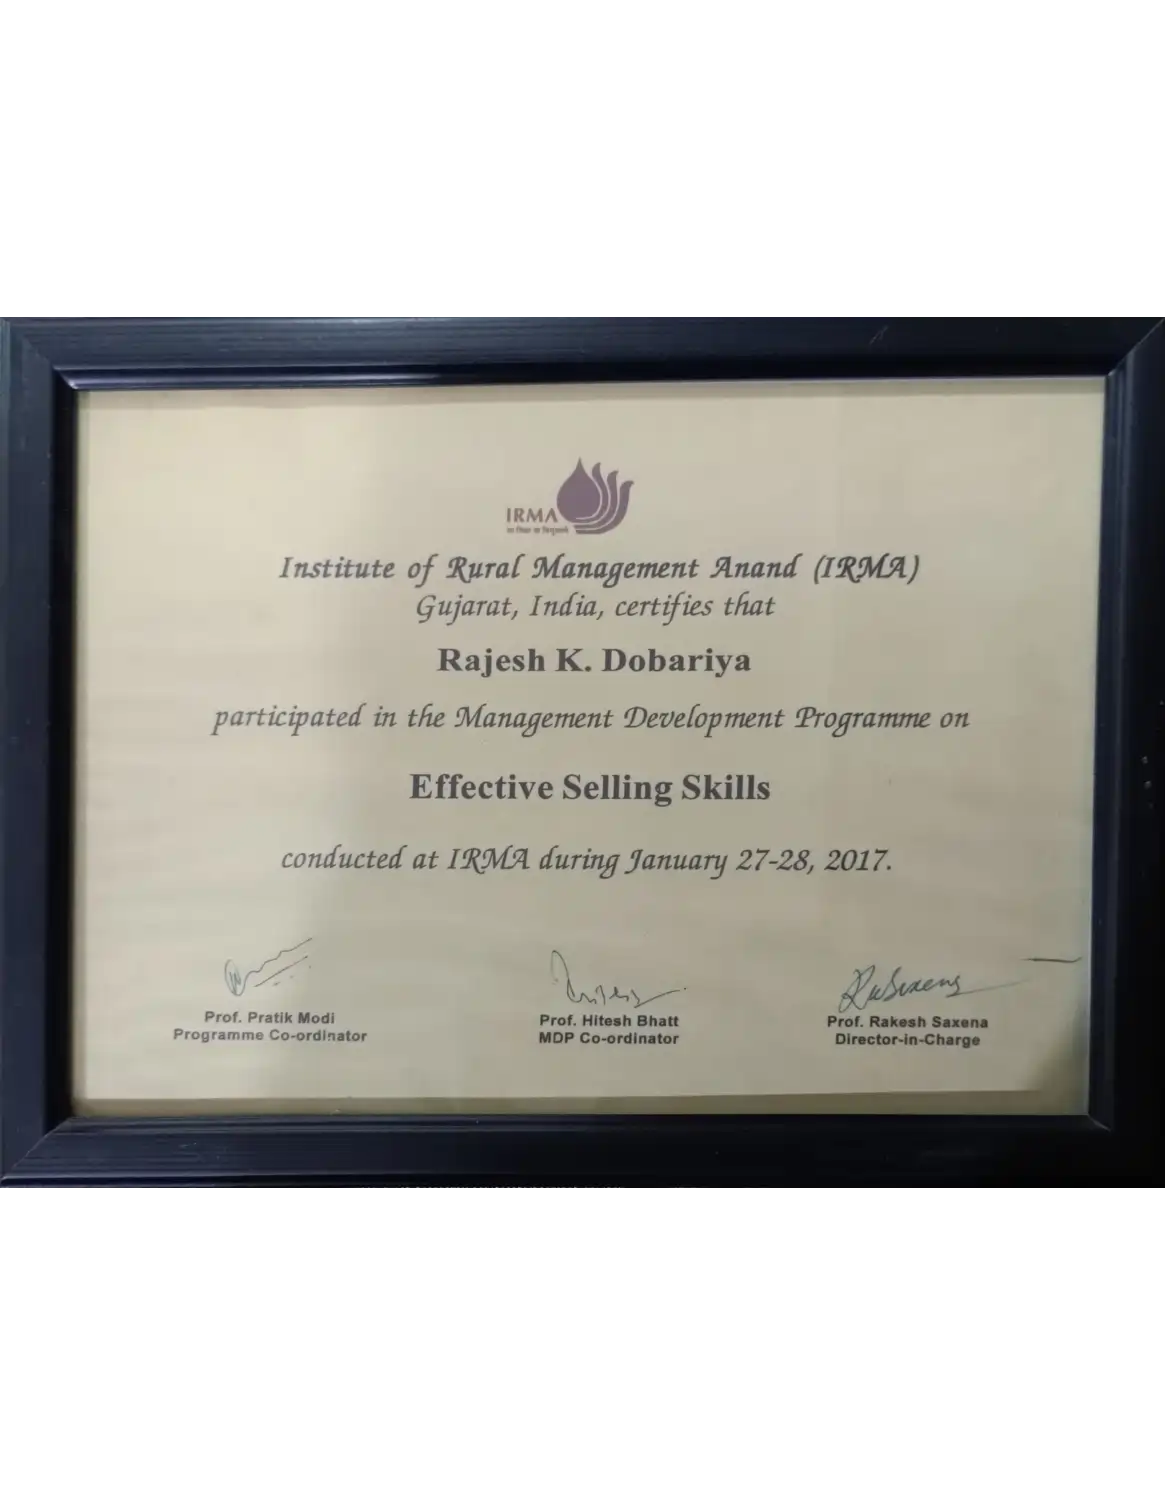 IRMA
Institute of Rural Management Anand (IRMA)
Gujarat, India, certifies that
Rajesh K. Dobariya
participated in the Management Development Programme on
Effective Selling Skills
conducted at IRMA during January 27-28, 2017.
Prof. Pratik Modi
Programme Co-ordinator
Prof. Hitesh Bhatt
MDP Co-ordinator
Prof. Rakesh Saxena
Director-in-Charge